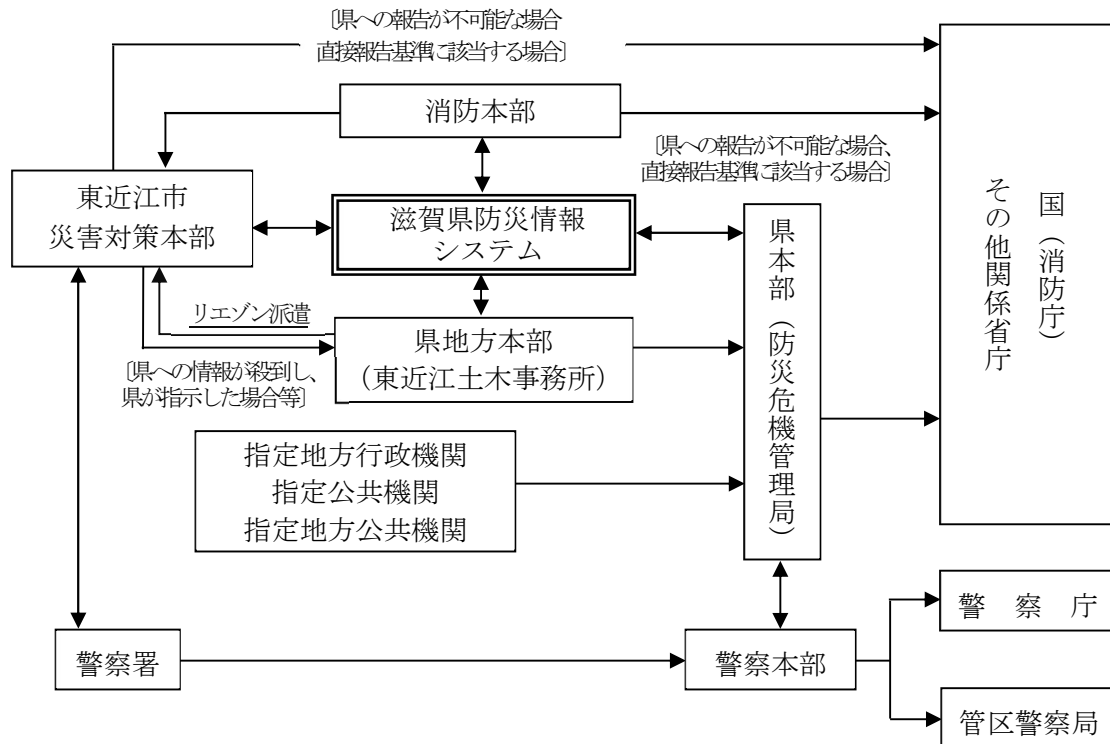 〔県への報告が不可能な場合
直接報告基準に該当する場合〕
消防本部
〔県への報告が不可能な場合、
直接報告基準に該当する場合〕
東近江市
災害対策本部
滋賀県防災情報
システム
リエゾン派遣
〔県への情報が殺到し、
県が指示した場合等〕
県地方本部
（東近江土木事務所）
県本部（防災危機管理局）
国（消防庁）
その他関係省庁
指定地方行政機関
指定公共機関
指定地方公共機関
警察署
警察本部
警　察　庁
管区警察局